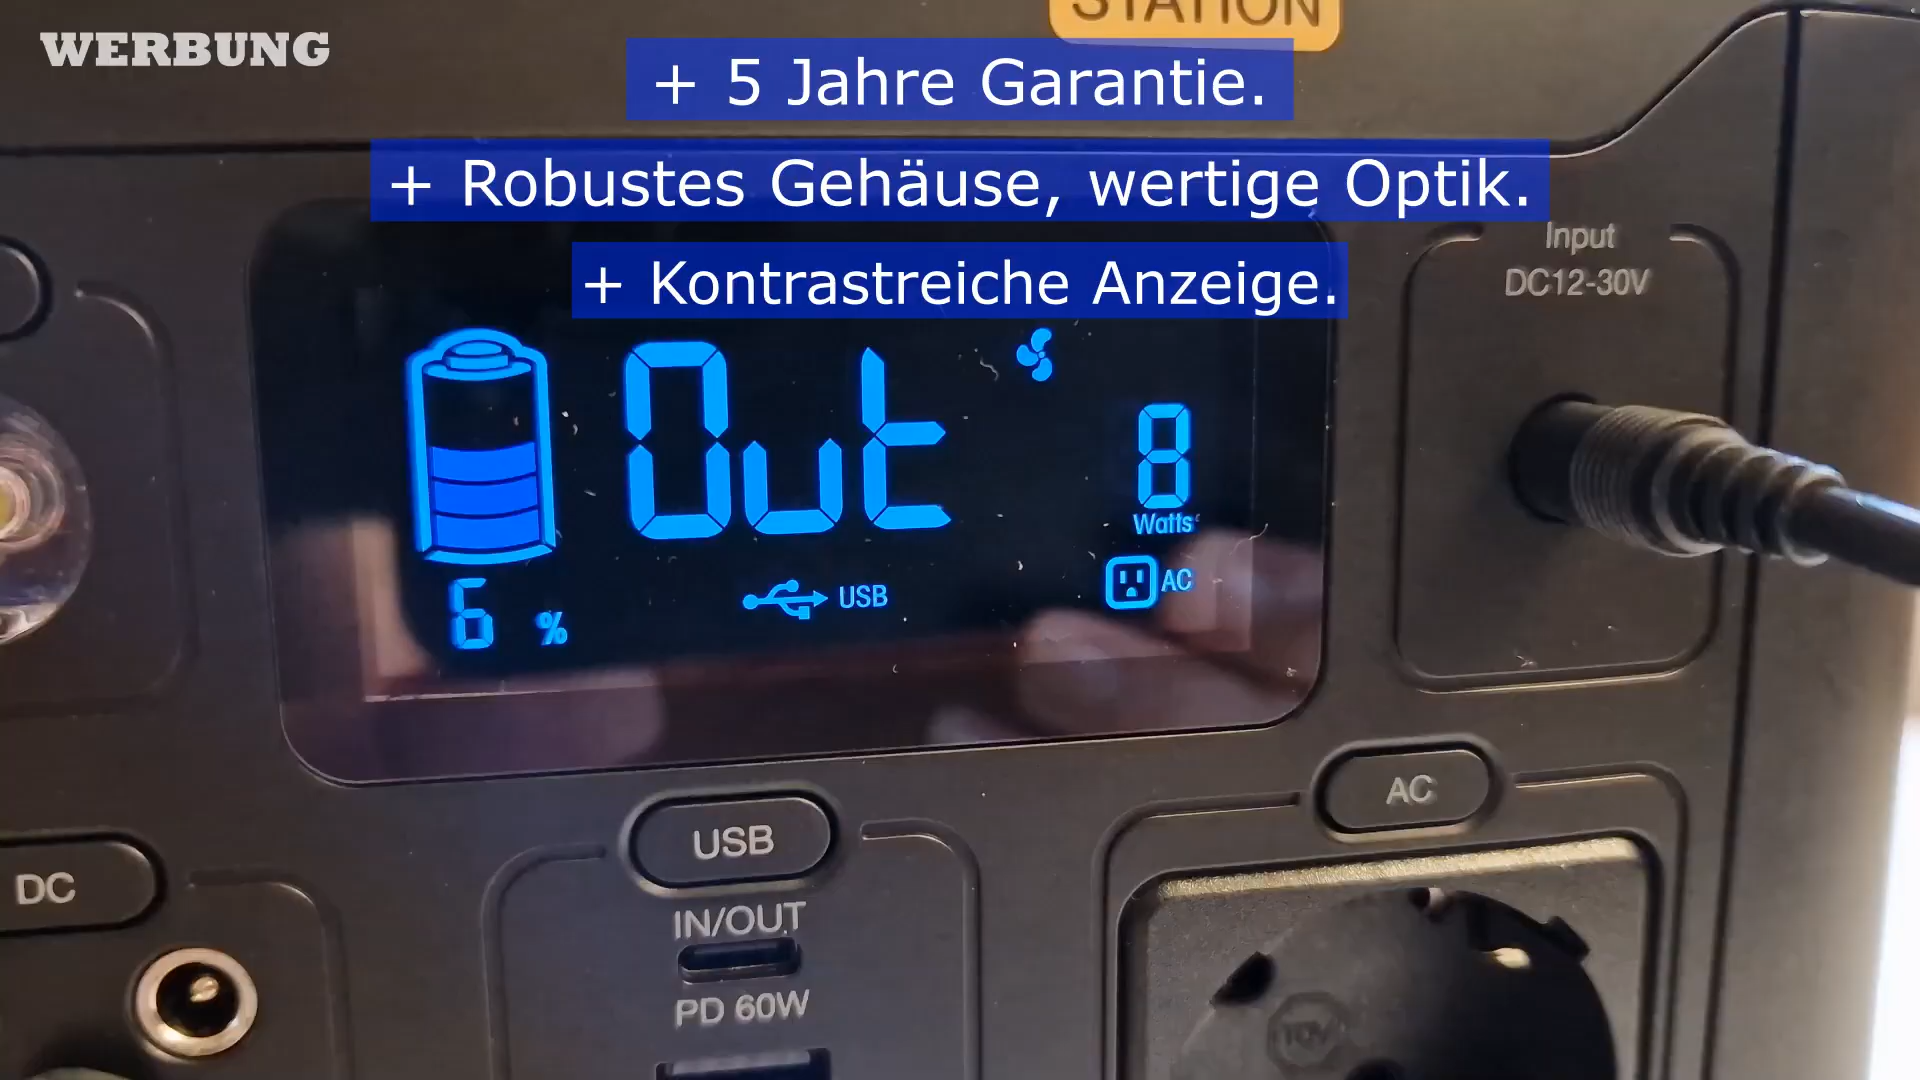 STATION
WERBUNG
+ 5 Jahre Garantie.
+ Robustes Gehäuse, wertige Optik.
+ Kontrastreiche Anzeige.
Input
DC12-30V
Out
8
Watts
6 %
USB
AC
AC
USB
DC
IN/OUT
PD 60W